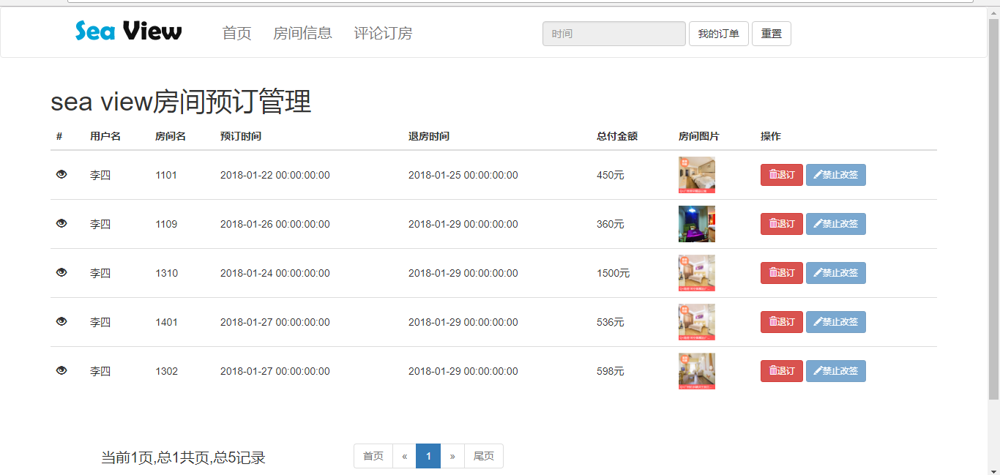 Sea View 首页 房间信息 评论订房 时间 我的订单 重置
sea view房间预订管理
# 用户名 房间名 预订时间 退房时间 总付金额 房间图片 操作
李四 1101 2018-01-22 00:00:00:00 2018-01-25 00:00:00:00 450元 退订 禁止改签
李四 1109 2018-01-26 00:00:00:00 2018-01-29 00:00:00:00 360元 退订 禁止改签
李四 1310 2018-01-24 00:00:00:00 2018-01-29 00:00:00:00 1500元 退订 禁止改签
李四 1401 2018-01-27 00:00:00:00 2018-01-29 00:00:00:00 536元 退订 禁止改签
李四 1302 2018-01-27 00:00:00:00 2018-01-29 00:00:00:00 598元 退订 禁止改签
当前1页,总1共页,总5记录 首页 « 1 » 尾页